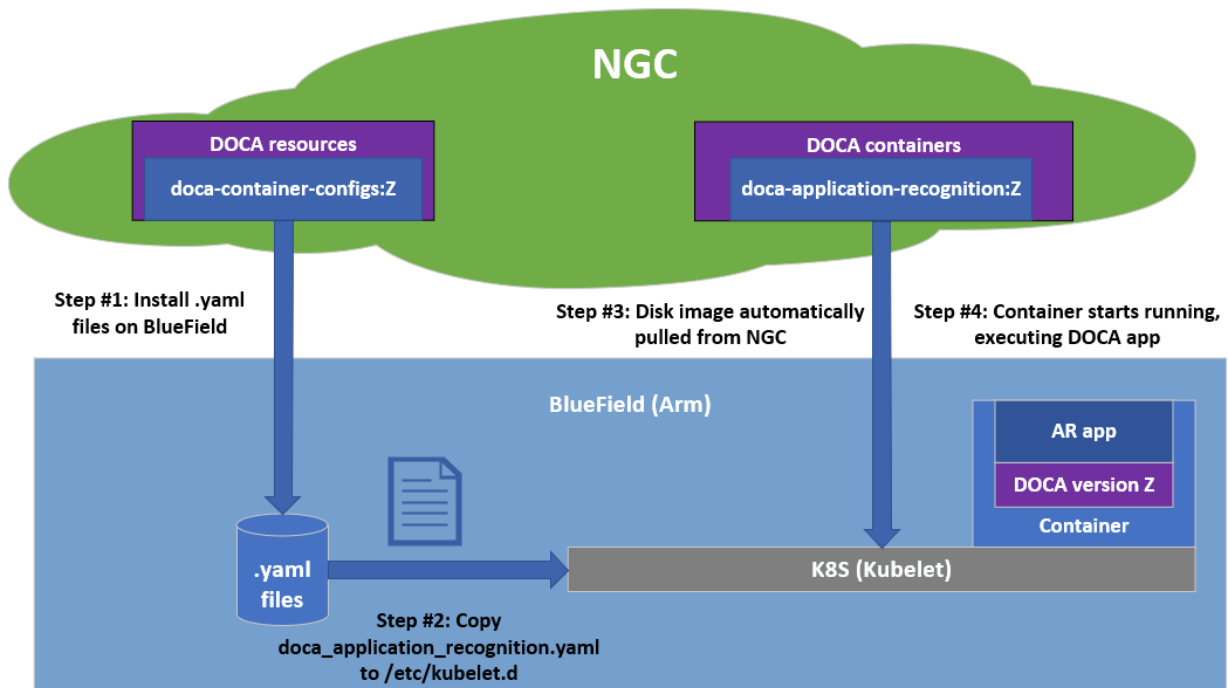 NGC
DOCA resources
doca-container-configs:Z
DOCA containers
doca-application-recognition:Z
Step #1: Install .yaml
files on BlueField
Step #3: Disk image automatically
pulled from NGC
Step #4: Container starts running,
executing DOCA app
BlueField (Arm)
AR app
DOCA version Z
Container
.yaml
files
K8S (Kubelet)
Step #2: Copy
doca_application_recognition.yaml
to /etc/kubelet.d